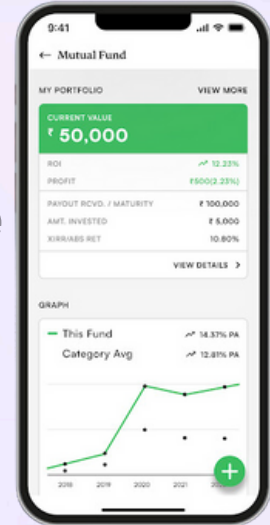 9:41
← Mutual Fund
MY PORTFOLIO VIEW MORE
CURRENT VALUE
₹ 50,000
ROI 12.23%
PROFIT ₹500(2.23%)
PAYOUT RCVD. / MATURITY ₹ 100,000
AMT. INVESTED ₹ 5,000
XIRR/ABS RET 10.80%
VIEW DETAILS >
GRAPH
This Fund 14.37% PA
Category Avg 12.81% PA
2018 2019 2020 2021
+